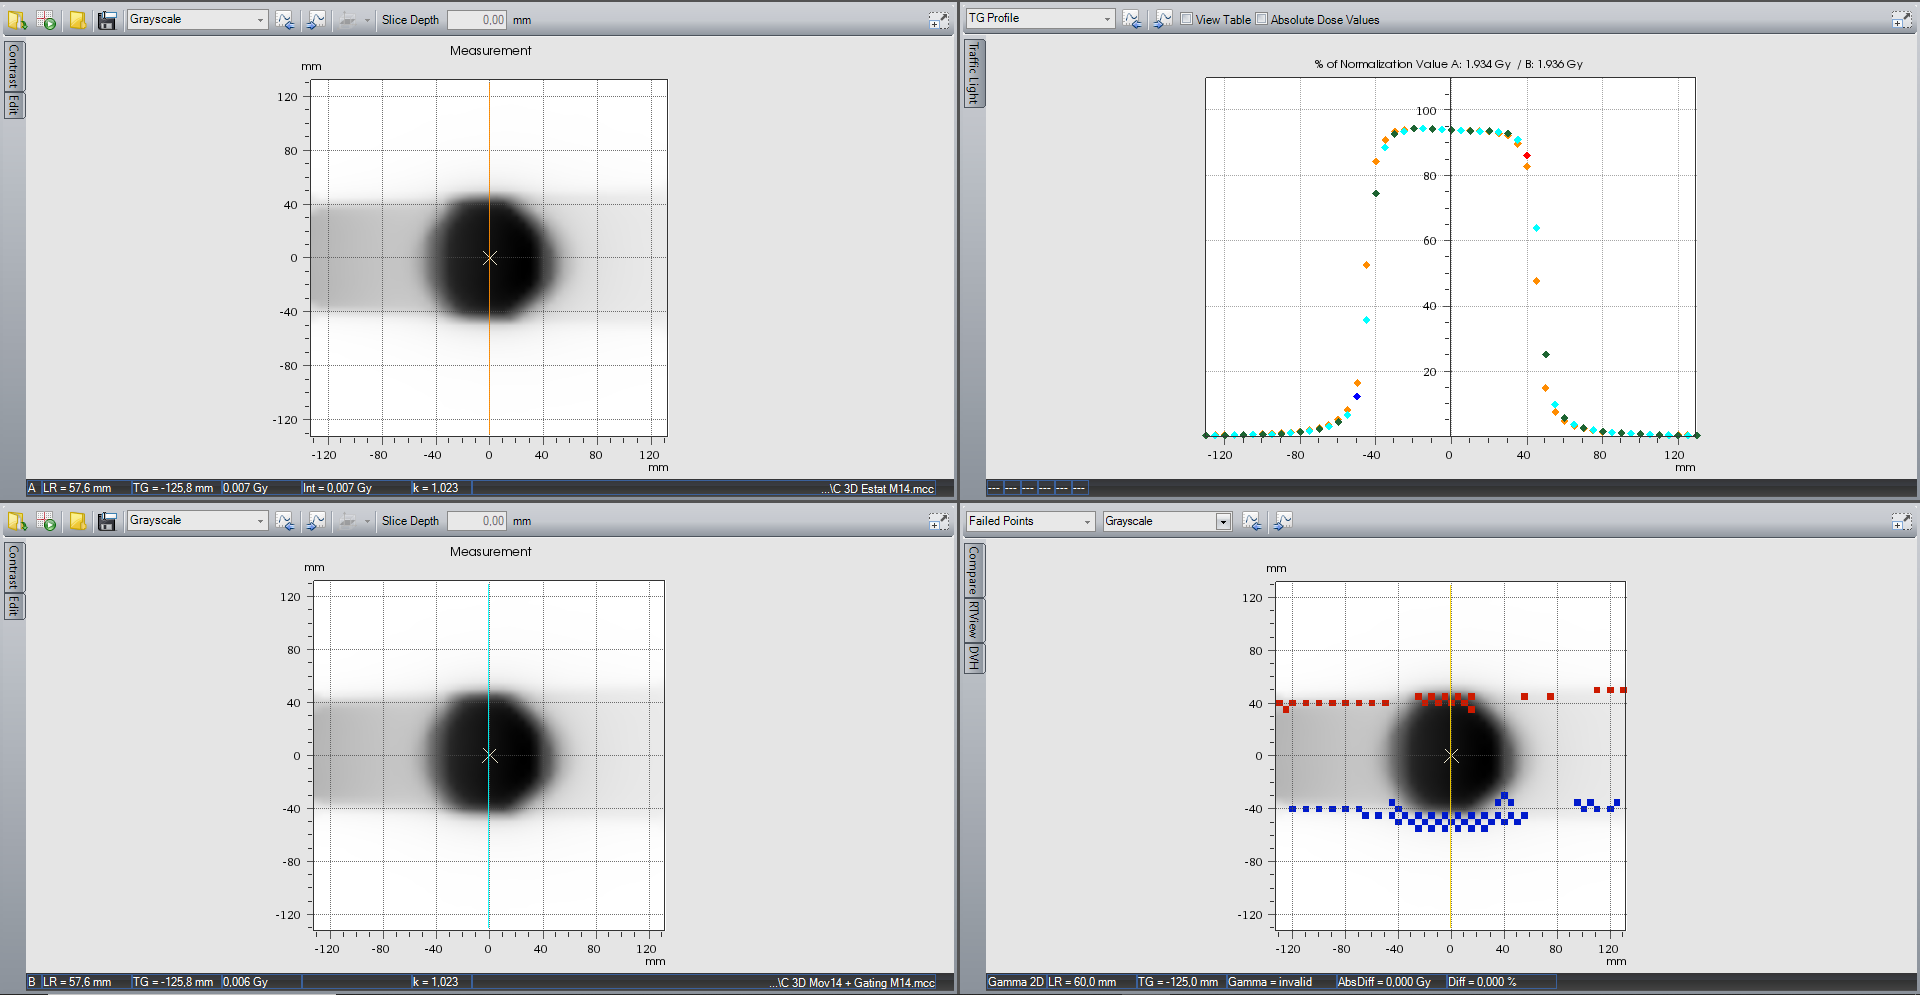 Grayscale
Slice Depth 0,00 mm
Contrast
Edit
Measurement
mm
120
80
40
0
-40
-80
-120
-120 -80 -40 0 40 80 120
mm
A LR = 57,6 mm TG = -125,8 mm 0,007 Gy Int = 0,007 Gy k = 1,023 ...\C 3D Estat M14.mcc
TG Profile View Table Absolute Dose Values
Traffic Light
% of Normalization Value A: 1.934 Gy / B: 1.936 Gy
100
80
60
40
20
-120 -80 -40 0 40 80 120
mm
--- --- --- --- --- ---
Grayscale
Slice Depth 0,00 mm
Contrast
Edit
Measurement
mm
120
80
40
0
-40
-80
-120
-120 -80 -40 0 40 80 120
mm
B LR = 57,6 mm TG = -125,8 mm 0,006 Gy k = 1,023 ...\C 3D Mov14 + Gating M14.mcc
Failed Points Grayscale
Compare
RTView
DVH
mm
120
80
40
0
-40
-80
-120
-120 -80 -40 0 40 80 120
mm
Gamma 2D LR = 60,0 mm TG = -125,0 mm Gamma = invalid AbsDiff = 0,000 Gy Diff = 0,000 %